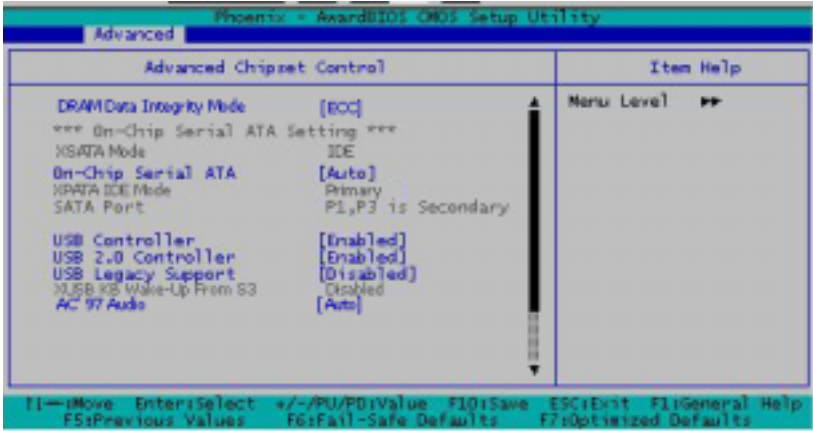 Phoenix - AwardBIOS CMOS Setup Utility
Advanced
Advanced Chipset Control
Item Help
DRAM Data Integrity Mode [ECC]
Menu Level ▶▶
*** On-Chip Serial ATA Setting ***
XSATA Mode IDE
On-Chip Serial ATA [Auto]
XPATA IDE Mode Primary
SATA Port P1,P3 is Secondary
USB Controller [Enabled]
USB 2.0 Controller [Enabled]
USB Legacy Support [Disabled]
XUSB KB Wake-Up From S3 Disabled
AC' 97 Audio [Auto]
:Move Enter:Select +/-/PU/PD:Value F10:Save ESC:Exit F1:General Help
F5:Previous Values F6:Fail-Safe Defaults F7:Optimized Defaults